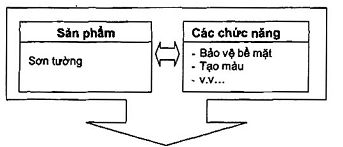 Sản phẩm
Sơn tường
Các chức năng
- Bảo vệ bề mặt
- Tạo màu
- v.v...